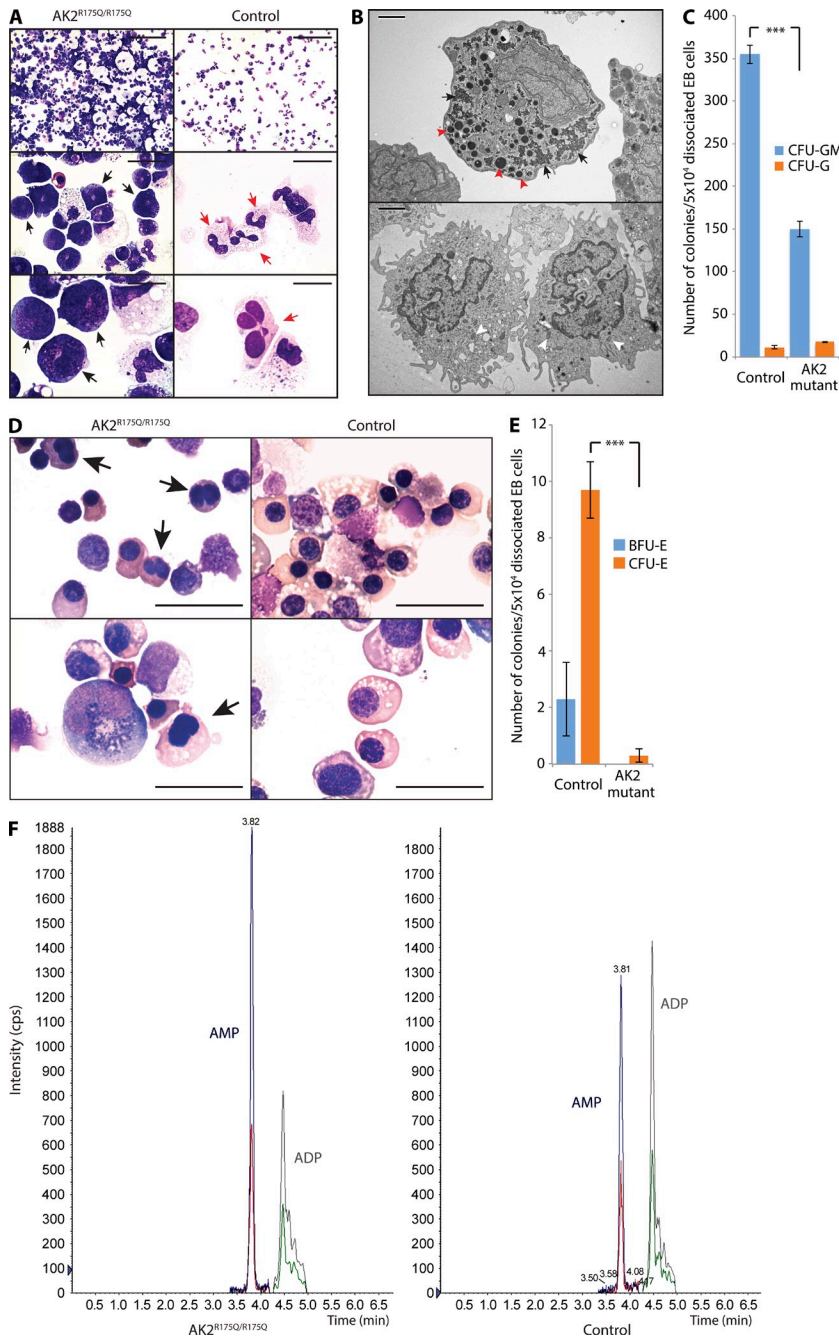 A
AK2R175Q/R175Q
Control
B
C
Number of colonies/5x10⁴ dissociated EB cells
400
350
300
250
200
150
100
50
0
***
CFU-GM
CFU-G
Control
AK2
mutant
D
AK2R175Q/R175Q
Control
E
Number of colonies/5x10⁴ dissociated EB cells
12
10
8
6
4
2
0
***
BFU-E
CFU-E
Control
AK2
mutant
F
Intensity (cps)
1888
1800
1700
1600
1500
1400
1300
1200
1100
1000
900
800
700
600
500
400
300
200
100
0
3.82
AMP
ADP
0.5 1.0 1.5 2.0 2.5 3.0 3.5 4.0 4.5 5.0 5.5 6.0 6.5
Time (min)
AK2R175Q/R175Q
1800
1700
1600
1500
1400
1300
1200
1100
1000
900
800
700
600
500
400
300
200
100
0
3.81
ADP
AMP
3.50
3.58
4.08
0.5 1.0 1.5 2.0 2.5 3.0 3.5 4.0 4.5 5.0 5.5 6.0 6.5
Time (min)
Control